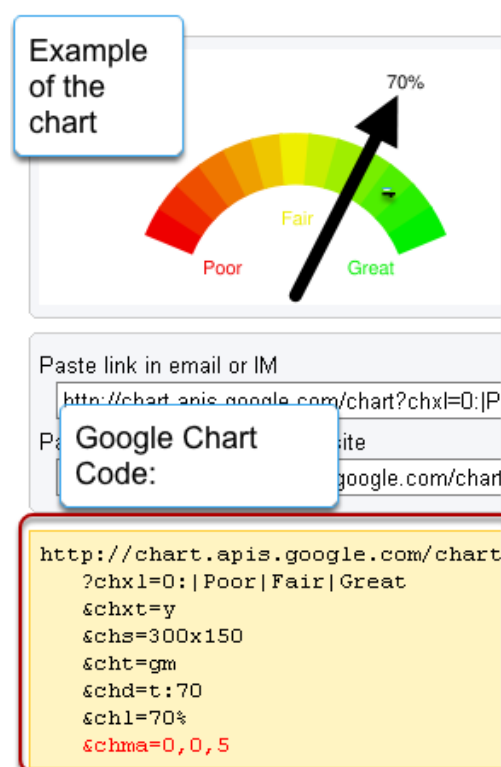 Example
of the
chart
70%
Fair
Poor
Great
Paste link in email or IM
http://chart.apis.google.com/chart?chxl=0:|P
Google Chart
Code:
google.com/chart
http://chart.apis.google.com/chart
?chxl=0:|Poor|Fair|Great
&chxt=y
&chs=300x150
&cht=gm
&chd=t:70
&chl=70%
&chma=0,0,5